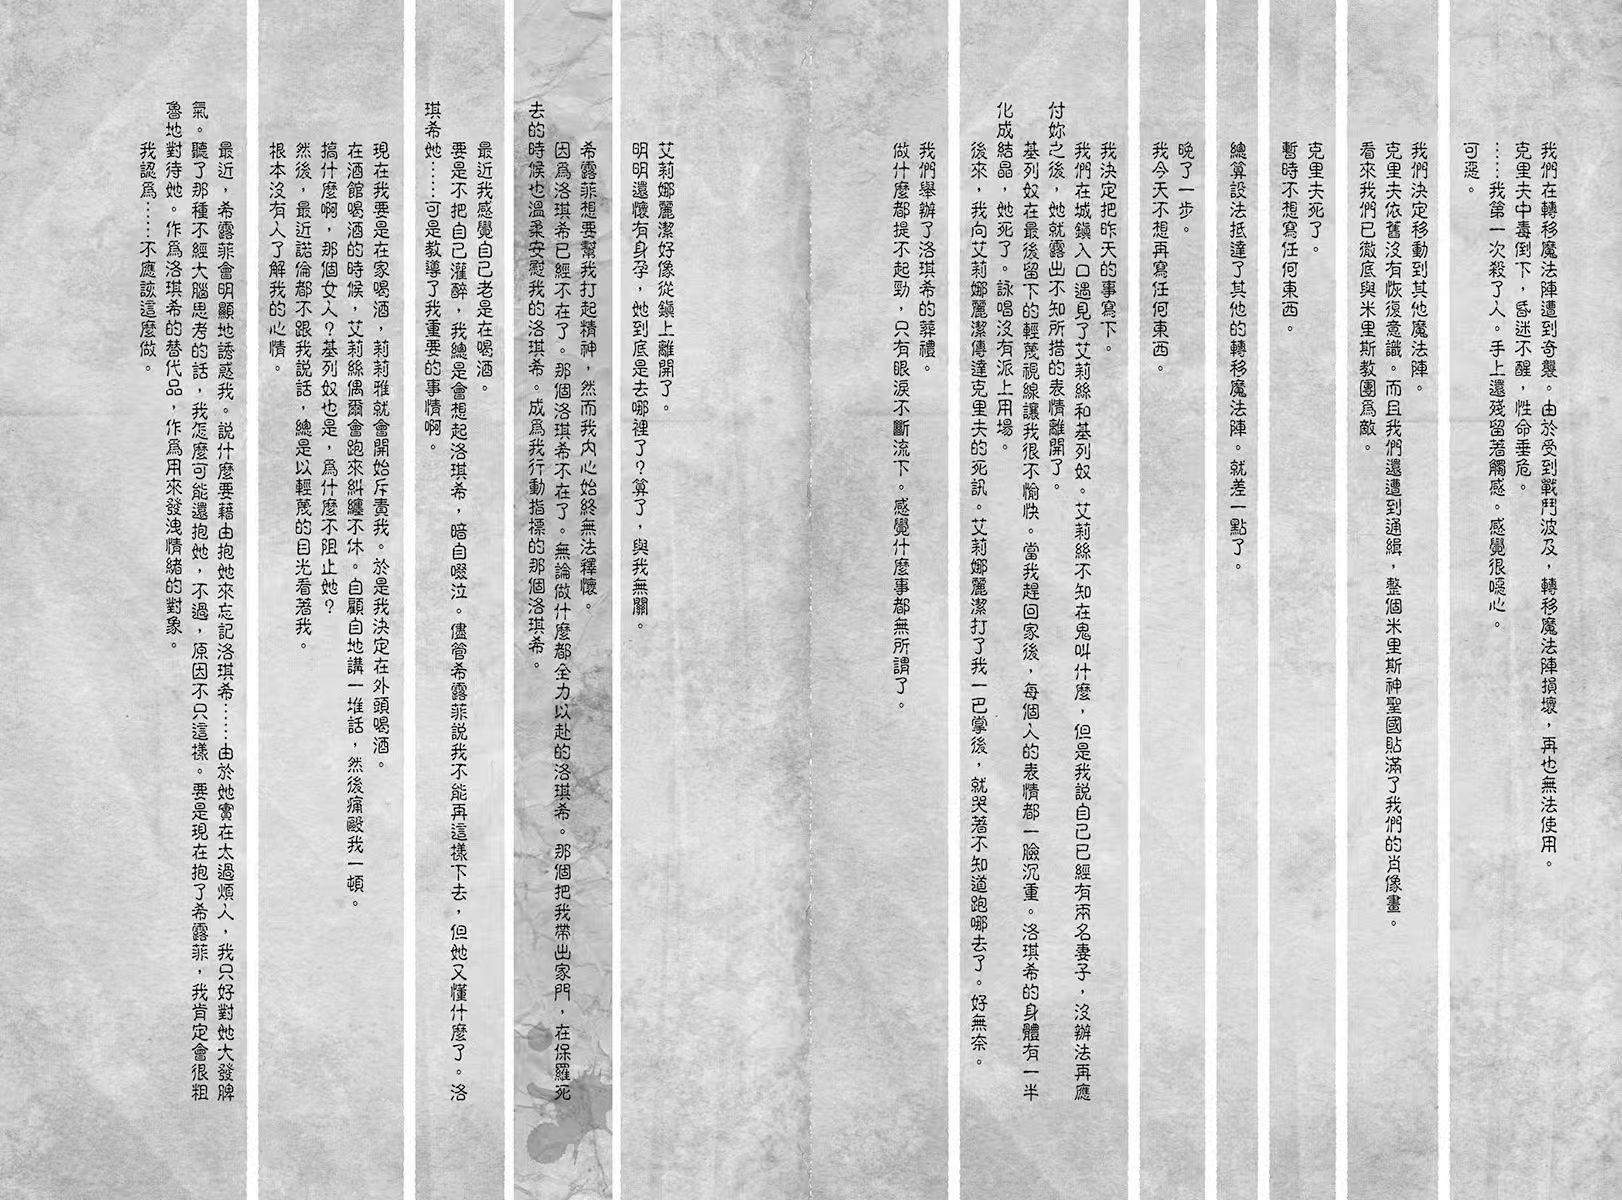 我們在轉移魔法陣遭到奇襲。由於受到戰鬥波及，轉移魔法陣損壞，再也無法使用。
克里夫中毒倒下，昏迷不醒，性命垂危。
……我第一次殺了人。手上還殘留著觸感。感覺很噁心。
可惡。
我們決定移動到其他魔法陣。
克里夫依舊沒有恢復意識。而且我們還遭到通緝，整個米里斯神聖國貼滿了我們的肖像畫。
看來我們已徹底與米里斯教團為敵。
克里夫死了。
暫時不想寫任何東西。
總算設法抵達了其他的轉移魔法陣。就差一點了。
晚了一步。
我今天不想再寫任何東西。
我決定把昨天的事寫下。
我們在城鎮入口遇見了艾莉絲和基列奴。艾莉絲不知在鬼叫什麼，但是我說自己已經有兩名妻子，沒辦法再應
付妳之後，她就露出不知所措的表情離開了。
基列奴在最後留下的輕蔑視線讓我很不愉快。當我趕回家後，每個人的表情都一臉沉重。洛琪希的身體有一半
化成結晶，她死了。詠唱沒有派上用場。
後來，我向艾莉娜麗潔傳達克里夫的死訊。艾莉娜麗潔打了我一巴掌後，就哭著不知道跑哪去了。好無奈。
我們舉辦了洛琪希的葬禮。
做什麼都提不起勁，只有眼淚不斷流下。感覺什麼事都無所謂了。
艾莉娜麗潔好像從鎮上離開了。
明明還懷有身孕，她到底是去哪裡了？算了，與我無關。
希露菲想要幫我打起精神，然而我內心始終無法釋懷。
因為洛琪希已經不在了。那個洛琪希不在了。無論做什麼都全力以赴的洛琪希。那個把我帶出家門，在保羅死
去的時候也溫柔安慰我的洛琪希。成為我行動指標的那個洛琪希。
最近我感覺自己老是在喝酒。
要是不把自己灌醉，我總是會想起洛琪希，暗自啜泣。儘管希露菲說我不能再這樣下去，但她又懂什麼了。洛
琪希她……可是教導了我重要的事情啊。
現在我要是在家喝酒，莉莉雅就會開始斥責我。於是我決定在外頭喝酒。
在酒館喝酒的時候，艾莉絲偶爾會跑來糾纏不休。自顧自地講一堆話，然後痛毆我一頓。
搞什麼啊，那個女人？基列奴也是，為什麼不阻止她？
然後，最近諾倫都不跟我說話，總是以輕蔑的目光看著我。
根本沒有人了解我的心情。
最近，希露菲會明顯地誘惑我。說什麼要藉由抱她來忘記洛琪希……由於她實在太過煩人，我只好對她大發脾
氣。聽了那種不經大腦思考的話，我怎麼可能還抱她，不過，原因不只這樣。要是現在抱了希露菲，我肯定會很粗
魯地對待她。作為洛琪希的替代品，作為用來發洩情緒的對象。
我認為……不應該這麼做。